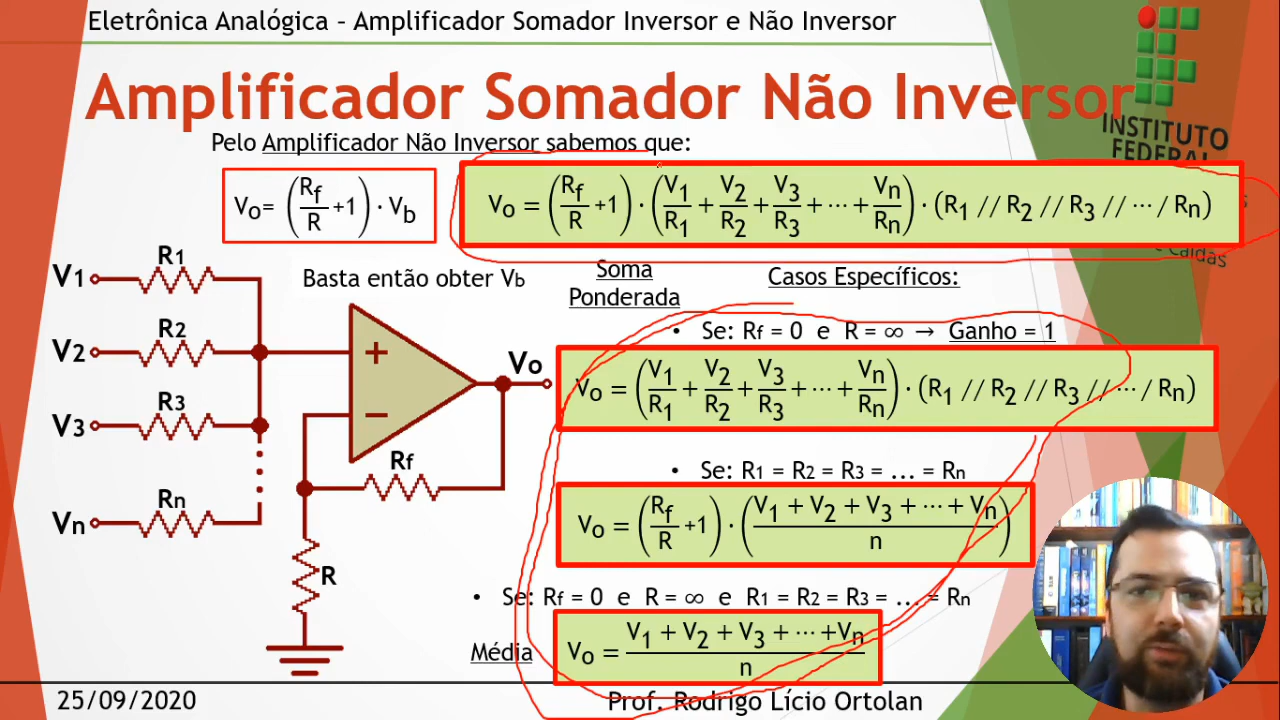 Eletrônica Analógica – Amplificador Somador Inversor e Não Inversor
Amplificador Somador Não Inversor
INSTITUTO
FEDERAL
Caldas
Pelo Amplificador Não Inversor sabemos que:
Vo= (Rf/R +1) · Vb
Vo = (Rf/R +1) · (V1/R1 + V2/R2 + V3/R3 + ··· + Vn/Rn) · (R1 // R2 // R3 // ··· / Rn)
Basta então obter Vb
Soma
Ponderada
Casos Específicos:
• Se: Rf = 0 e R = ∞ → Ganho = 1
Vo = (V1/R1 + V2/R2 + V3/R3 + ··· + Vn/Rn) · (R1 // R2 // R3 // ··· / Rn)
• Se: R1 = R2 = R3 = ... = Rn
Vo = (Rf/R +1) · (V1 + V2 + V3 + ··· + Vn / n)
• Se: Rf = 0 e R = ∞ e R1 = R2 = R3 = ... = Rn
Média
Vo = V1 + V2 + V3 + ··· +Vn / n
V1
R1
V2
R2
V3
R3
Vn
Rn
+
−
Vo
Rf
R
25/09/2020
Prof. Rodrigo Lício Ortolan